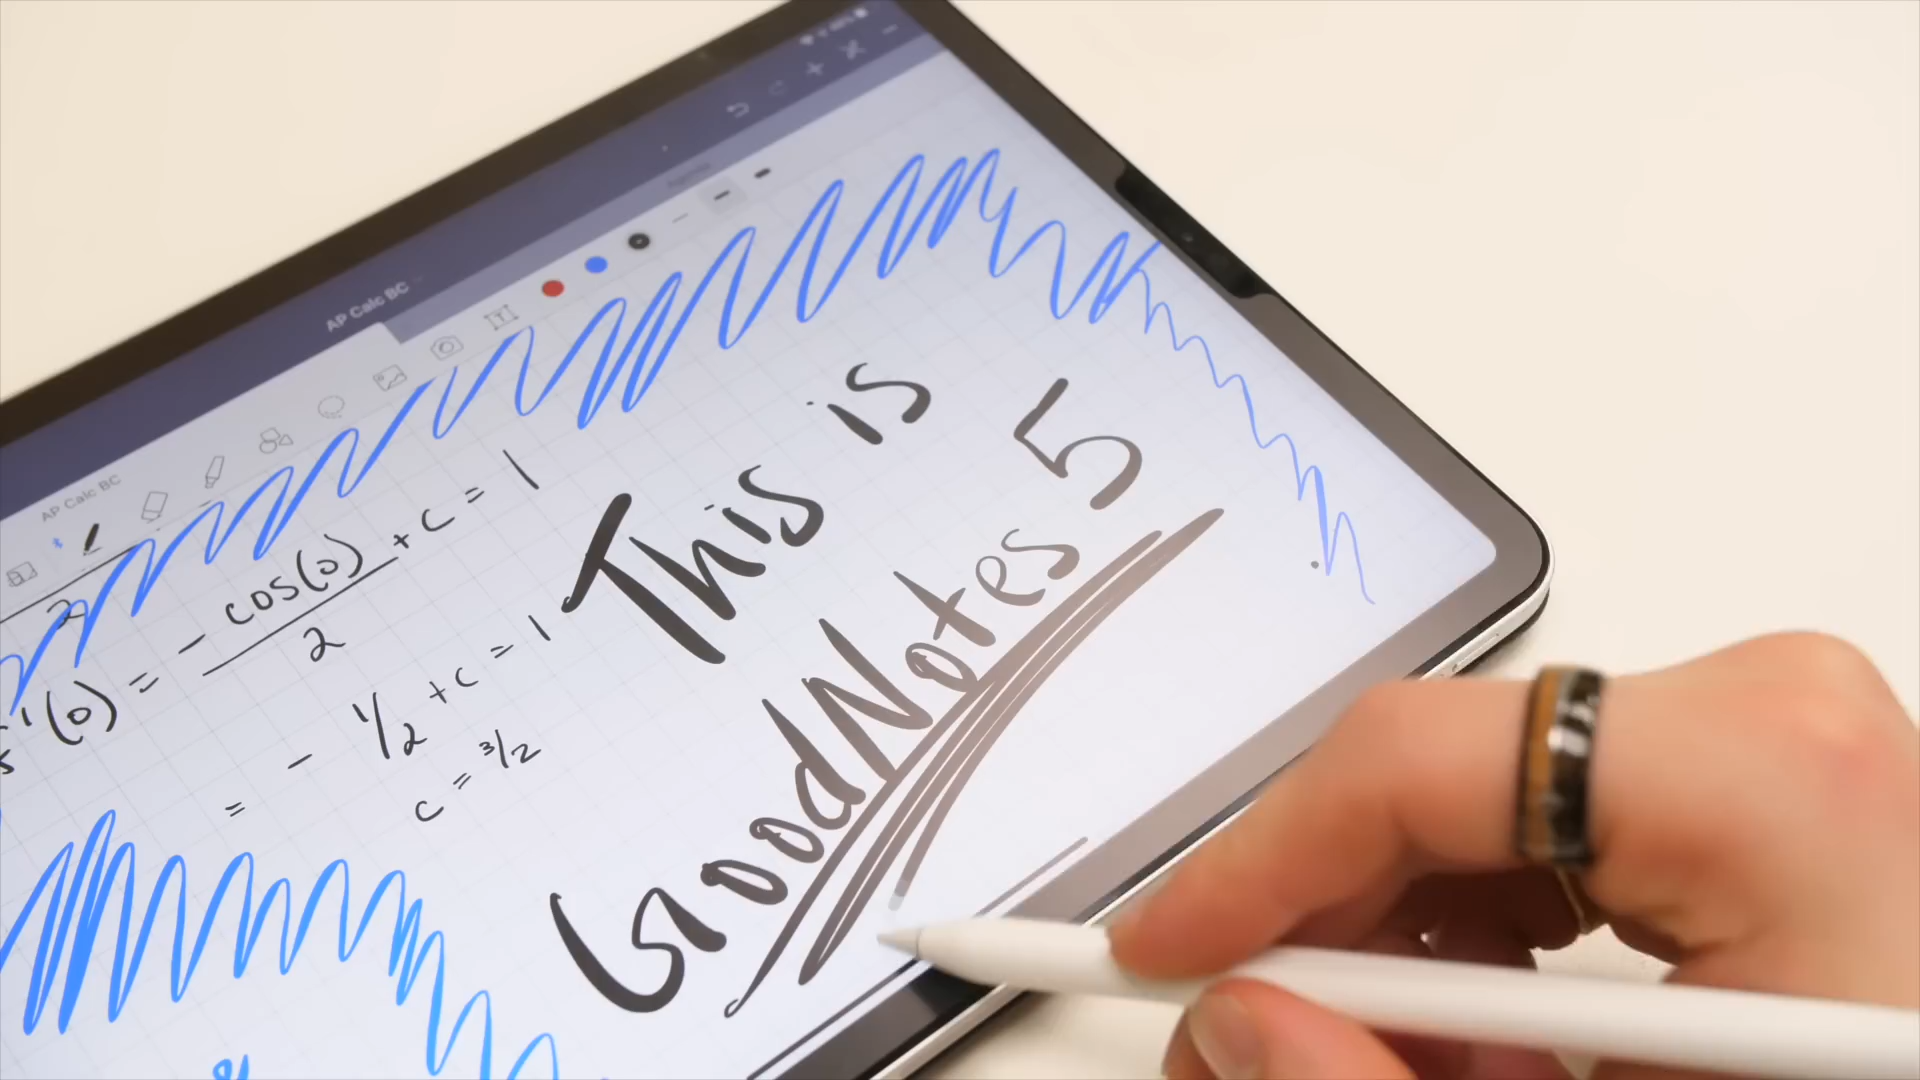 AP Calc BC
AP Calc BC
2
(0) = - cos(0) / 2 + c = 1
= - 1/2 + c = 1
c = 3/2
This is
GoodNotes 5